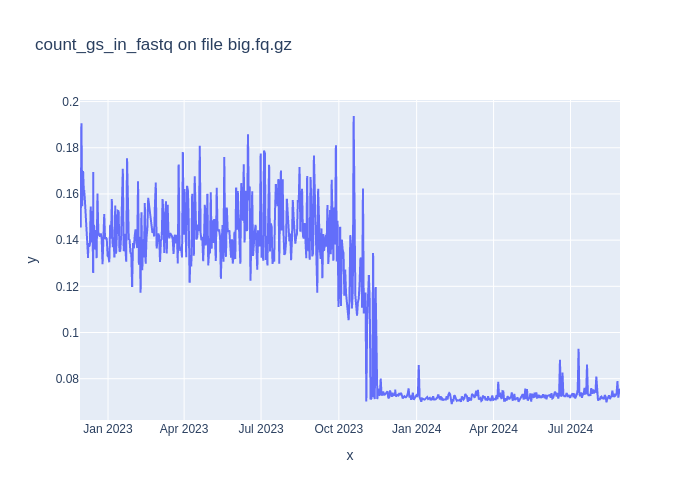 count_gs_in_fastq on file big.fq.gz
0.2
0.18
0.16
0.14
0.12
0.1
0.08
y
Jan 2023
Apr 2023
Jul 2023
Oct 2023
Jan 2024
Apr 2024
Jul 2024
x